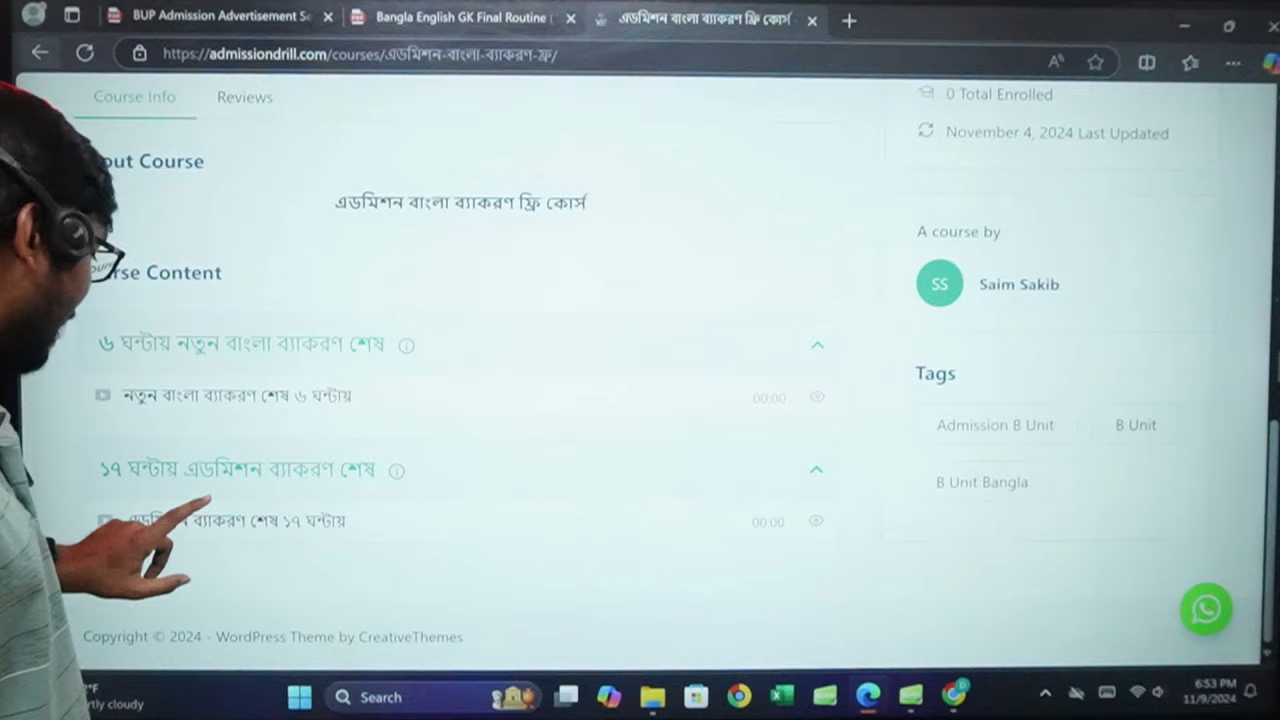 BUP Admission Advertisement Se
Bangla English GK Final Routine (
এডমিশন বাংলা ব্যাকরণ ফ্রি কোর্স
https://admissiondrill.com/courses/এডমিশন-বাংলা-ব্যাকরণ-ফ্র/
Course Info
Reviews
0 Total Enrolled
November 4, 2024 Last Updated
out Course
এডমিশন বাংলা ব্যাকরণ ফ্রি কোর্স
A course by
SS
Saim Sakib
rse Content
৬ ঘন্টায় নতুন বাংলা ব্যাকরণ শেষ
নতুন বাংলা ব্যাকরণ শেষ ৬ ঘন্টায়
00:00
Tags
Admission B Unit
B Unit
B Unit Bangla
১৭ ঘন্টায় এডমিশন ব্যাকরণ শেষ
ব্যাকরণ শেষ ১৭ ঘন্টায়
00:00
Copyright © 2024 - WordPress Theme by CreativeThemes
°F
rtly cloudy
Search
6:53 PM
11/9/2024